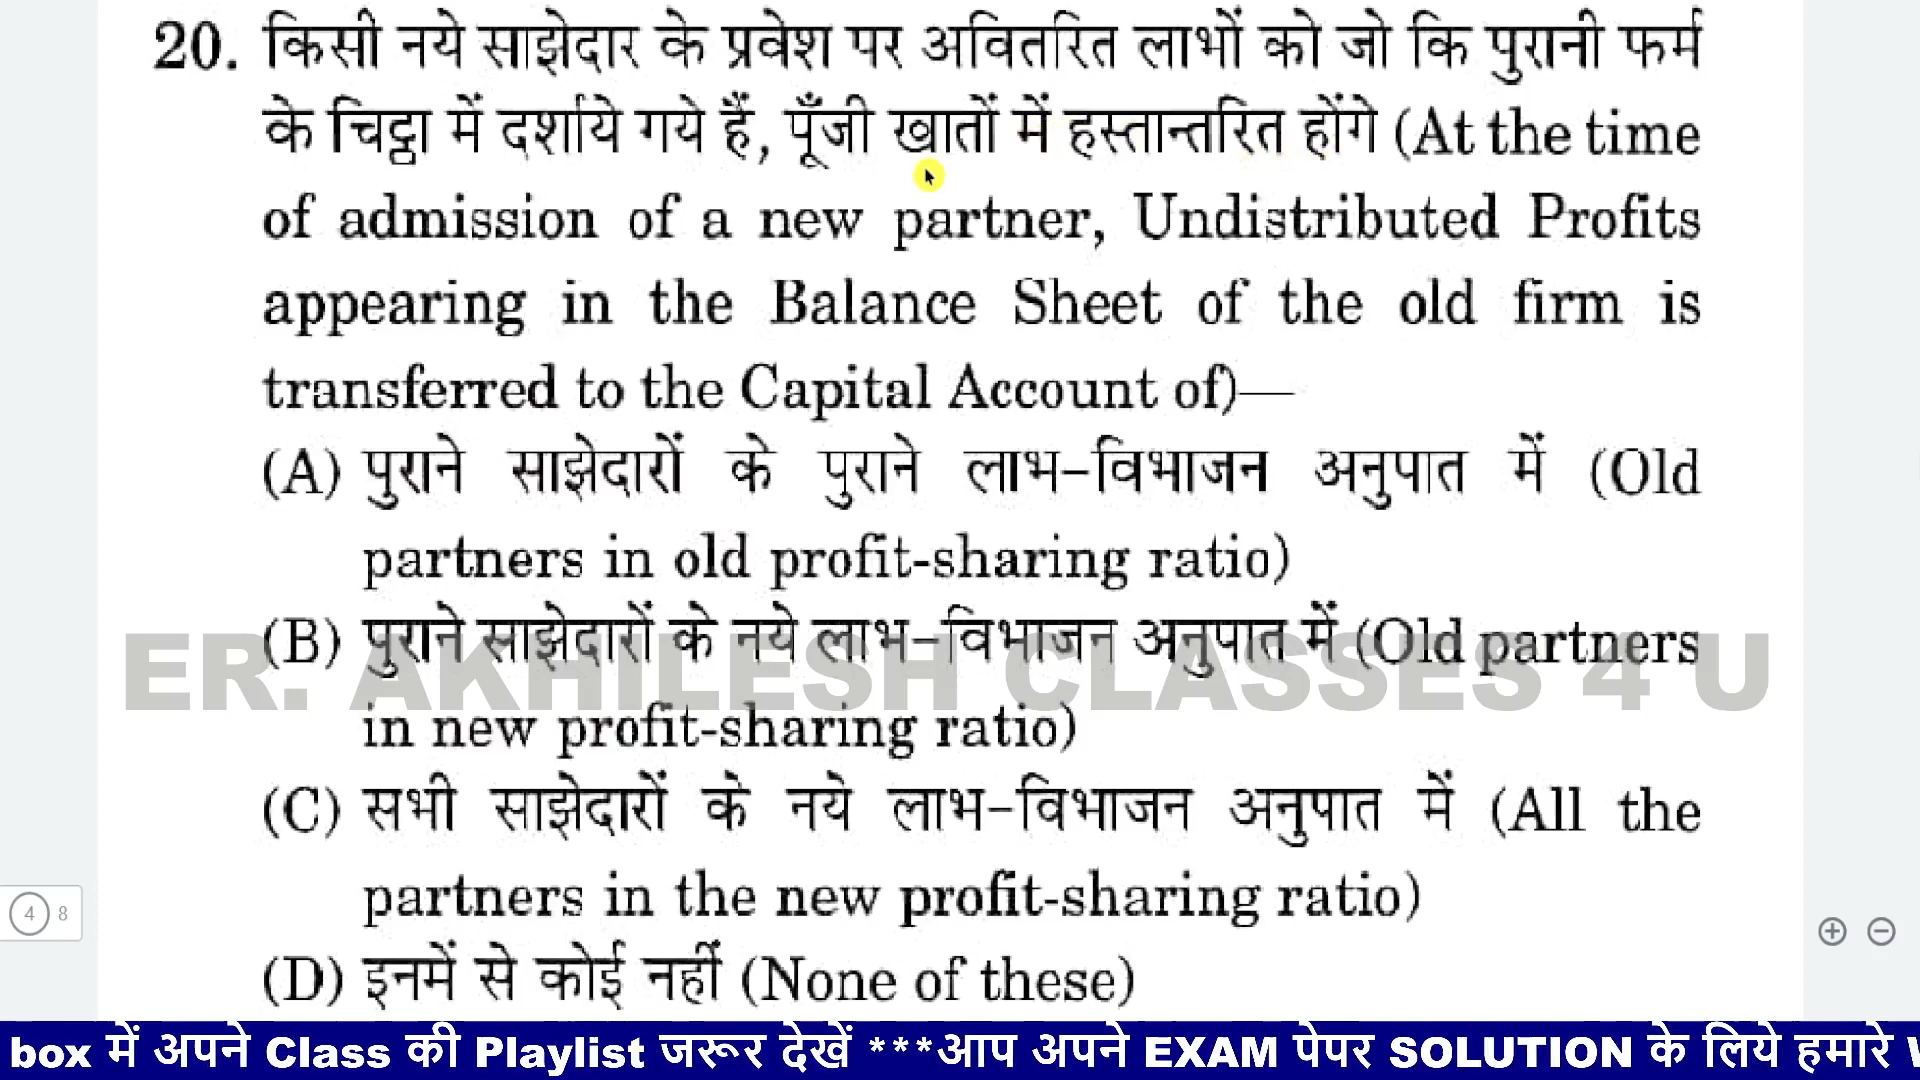 20. किसी नये साझेदार के प्रवेश पर अवितरित लाभों को जो कि पुरानी फर्म
के चिट्ठा में दर्शाये गये हैं, पूँजी खातों में हस्तान्तरित होंगे (At the time
of admission of a new partner, Undistributed Profits
appearing in the Balance Sheet of the old firm is
transferred to the Capital Account of)—
(A) पुराने साझेदारों के पुराने लाभ-विभाजन अनुपात में (Old
partners in old profit-sharing ratio)
(B) पुराने साझेदारों के नये लाभ-विभाजन अनुपात में (Old partners
ER. AKHILESH CLASSES 4 U
in new profit-sharing ratio)
(C) सभी साझेदारों के नये लाभ-विभाजन अनुपात में (All the
partners in the new profit-sharing ratio)
4 8
(D) इनमें से कोई नहीं (None of these)
box में अपने Class की Playlist जरूर देखें ***आप अपने EXAM पेपर SOLUTION के लिये हमारे